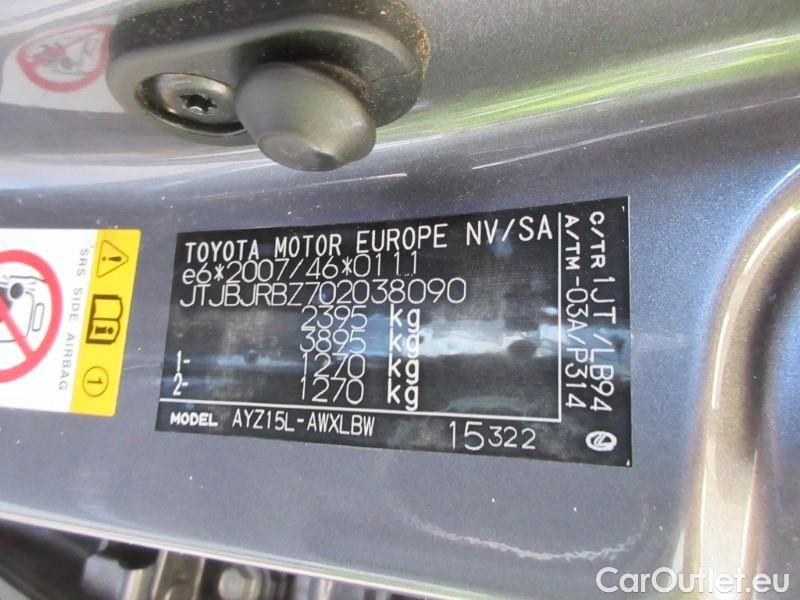 TOYOTA MOTOR EUROPE NV/SA
e6*2007/46*0111
JTJBJRBZ702038090
2395 kg
3895 kg
1- 1270 kg
2- 1270 kg
MODEL AYZ15L-AWXLBW 15322
C/TR 1JT /LB94
A/TM -03A/P314
SRS SIDE AIRBAG
1
CarOutlet.eu